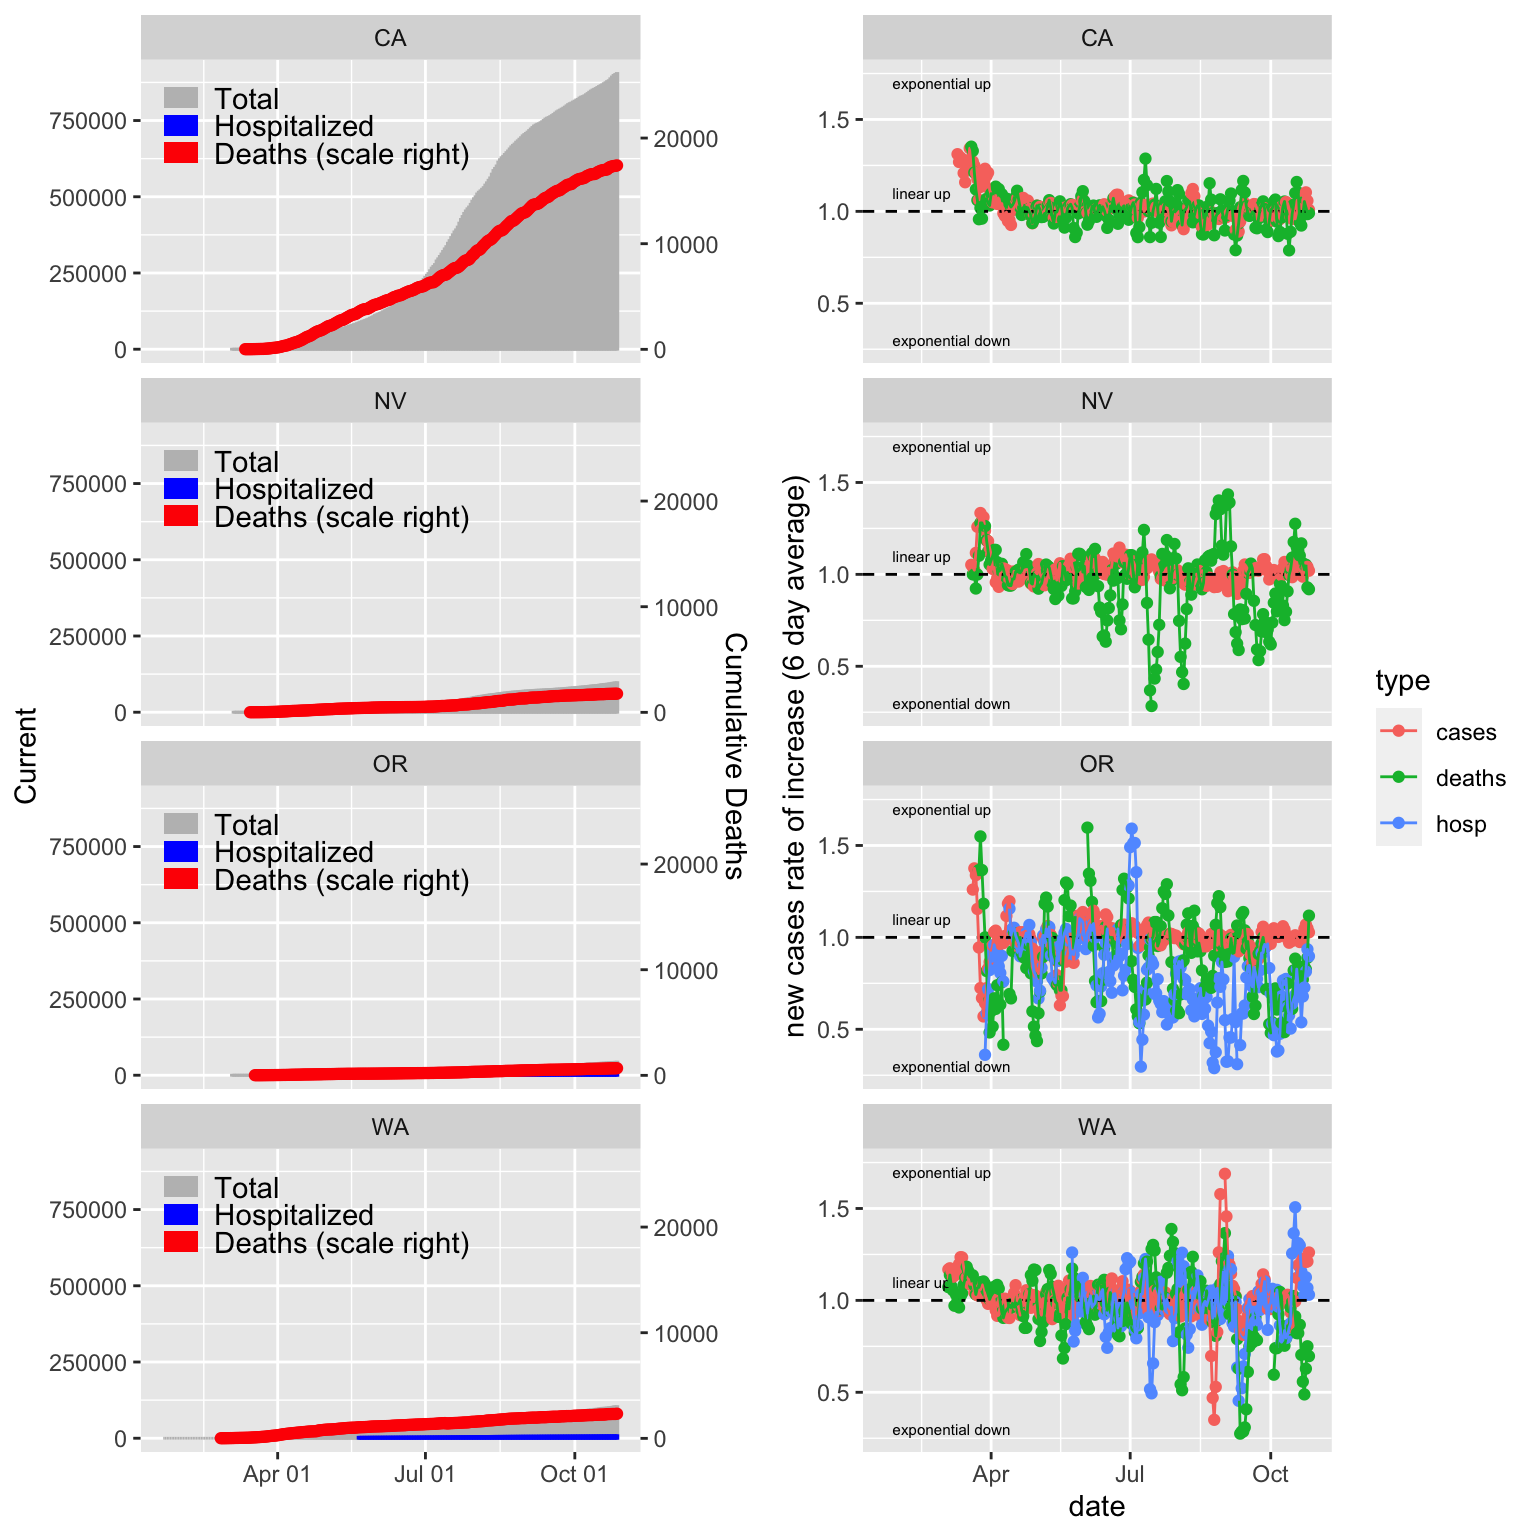 CA
Total
Hospitalized
Deaths (scale right)
750000
500000
250000
0
20000
10000
0
NV
Total
Hospitalized
Deaths (scale right)
750000
500000
250000
0
20000
10000
0
OR
Total
Hospitalized
Deaths (scale right)
750000
500000
250000
0
20000
10000
0
WA
Total
Hospitalized
Deaths (scale right)
750000
500000
250000
0
20000
10000
0
Apr 01
Jul 01
Oct 01
Current
Cumulative Deaths
CA
exponential up
linear up
exponential down
1.5
1.0
0.5
NV
exponential up
linear up
exponential down
1.5
1.0
0.5
OR
exponential up
linear up
exponential down
1.5
1.0
0.5
WA
exponential up
linear up
exponential down
1.5
1.0
0.5
Apr
Jul
Oct
date
new cases rate of increase (6 day average)
type
cases
deaths
hosp